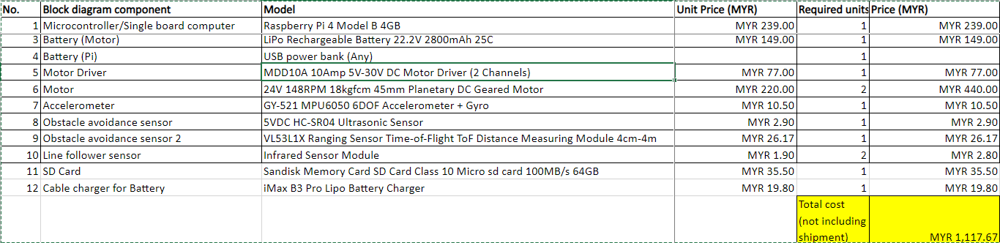 No. Block diagram component Model Unit Price (MYR) Required units Price (MYR)
1 Microcontroller/Single board computer Raspberry Pi 4 Model B 4GB MYR 239.00 1 MYR 239.00
3 Battery (Motor) LiPo Rechargeable Battery 22.2V 2800mAh 25C MYR 149.00 1 MYR 149.00
4 Battery (Pi) USB power bank (Any) 1
5 Motor Driver MDD10A 10Amp 5V-30V DC Motor Driver (2 Channels) MYR 77.00 1 MYR 77.00
6 Motor 24V 148RPM 18kgfcm 45mm Planetary DC Geared Motor MYR 220.00 2 MYR 440.00
7 Accelerometer GY-521 MPU6050 6DOF Accelerometer + Gyro MYR 10.50 1 MYR 10.50
8 Obstacle avoidance sensor 5VDC HC-SR04 Ultrasonic Sensor MYR 2.90 1 MYR 2.90
9 Obstacle avoidance sensor 2 VL53L1X Ranging Sensor Time-of-Flight ToF Distance Measuring Module 4cm-4m MYR 26.17 1 MYR 26.17
10 Line follower sensor Infrared Sensor Module MYR 1.90 2 MYR 2.80
11 SD Card Sandisk Memory Card SD Card Class 10 Micro sd card 100MB/s 64GB MYR 35.50 1 MYR 35.50
12 Cable charger for Battery iMax B3 Pro Lipo Battery Charger MYR 19.80 1 MYR 19.80
Total cost
(not including
shipment) MYR 1,117.67